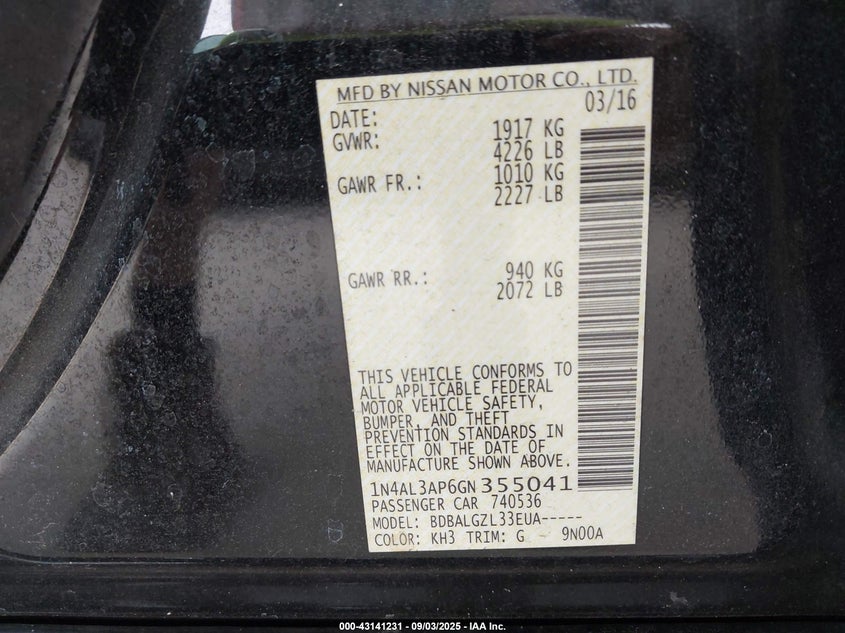 MFD BY NISSAN MOTOR CO., LTD.
DATE: 03/16
GVWR: 1917 KG
4226 LB
GAWR FR.: 1010 KG
2227 LB
GAWR RR.: 940 KG
2072 LB
THIS VEHICLE CONFORMS TO
ALL APPLICABLE FEDERAL
MOTOR VEHICLE SAFETY,
BUMPER, AND THEFT
PREVENTION STANDARDS IN
EFFECT ON THE DATE OF
MANUFACTURE SHOWN ABOVE.
1N4AL3AP6GN355041
PASSENGER CAR 740536
MODEL: BDBALGZL33EUA-----
COLOR: KH3 TRIM: G 9N00A
000-43141231 - 09/03/2025 - IAA Inc.